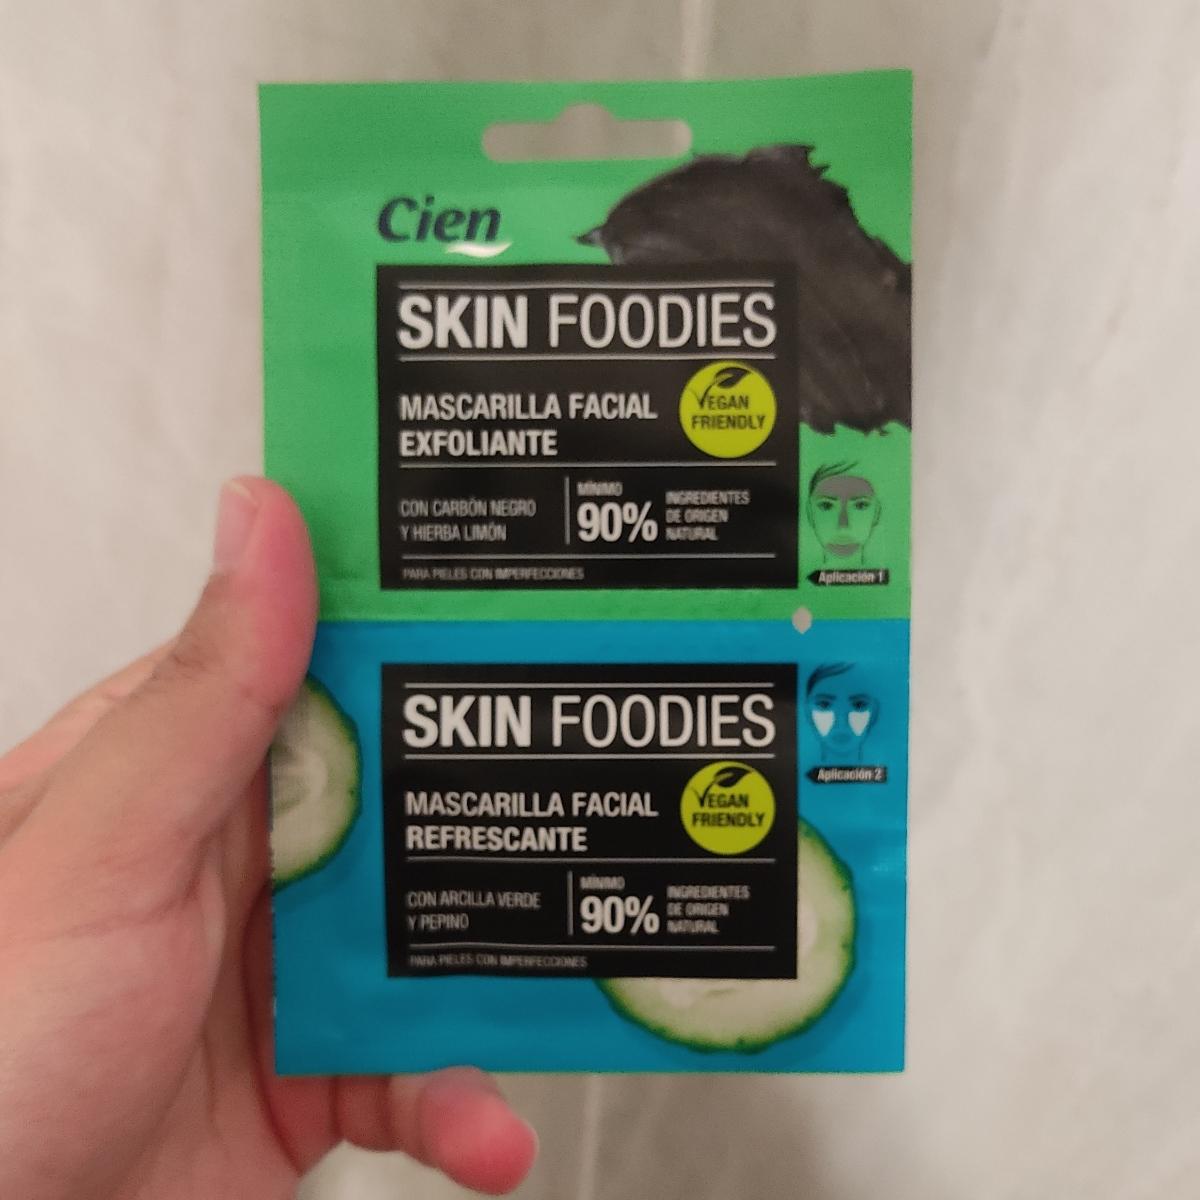 Cien
SKIN FOODIES
MASCARILLA FACIAL
EXFOLIANTE
VEGAN
FRIENDLY
CON CARBÓN NEGRO
Y HIERBA LIMÓN
MÍNIMO
90%
INGREDIENTES
DE ORIGEN
NATURAL
PARA PIELES CON IMPERFECCIONES
Aplicación 1
SKIN FOODIES
MASCARILLA FACIAL
REFRESCANTE
VEGAN
FRIENDLY
CON ARCILLA VERDE
Y PEPINO
MÍNIMO
90%
INGREDIENTES
DE ORIGEN
NATURAL
PARA PIELES CON IMPERFECCIONES
Aplicación 2